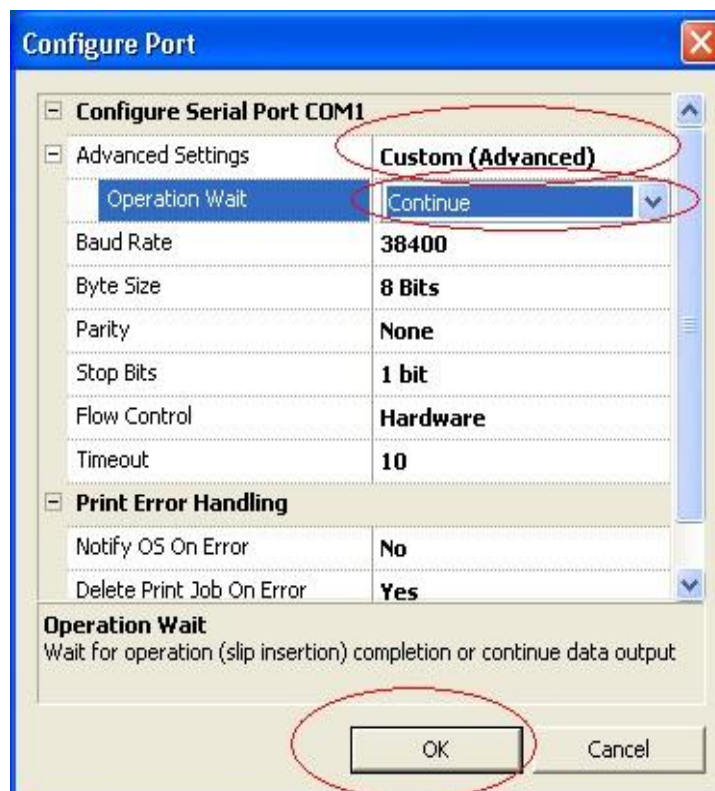 Configure Port
Configure Serial Port COM1
Advanced Settings Custom (Advanced)
Operation Wait Continue
Baud Rate 38400
Byte Size 8 Bits
Parity None
Stop Bits 1 bit
Flow Control Hardware
Timeout 10
Print Error Handling
Notify OS On Error No
Delete Print Job On Error Yes
Operation Wait
Wait for operation (slip insertion) completion or continue data output
OK Cancel